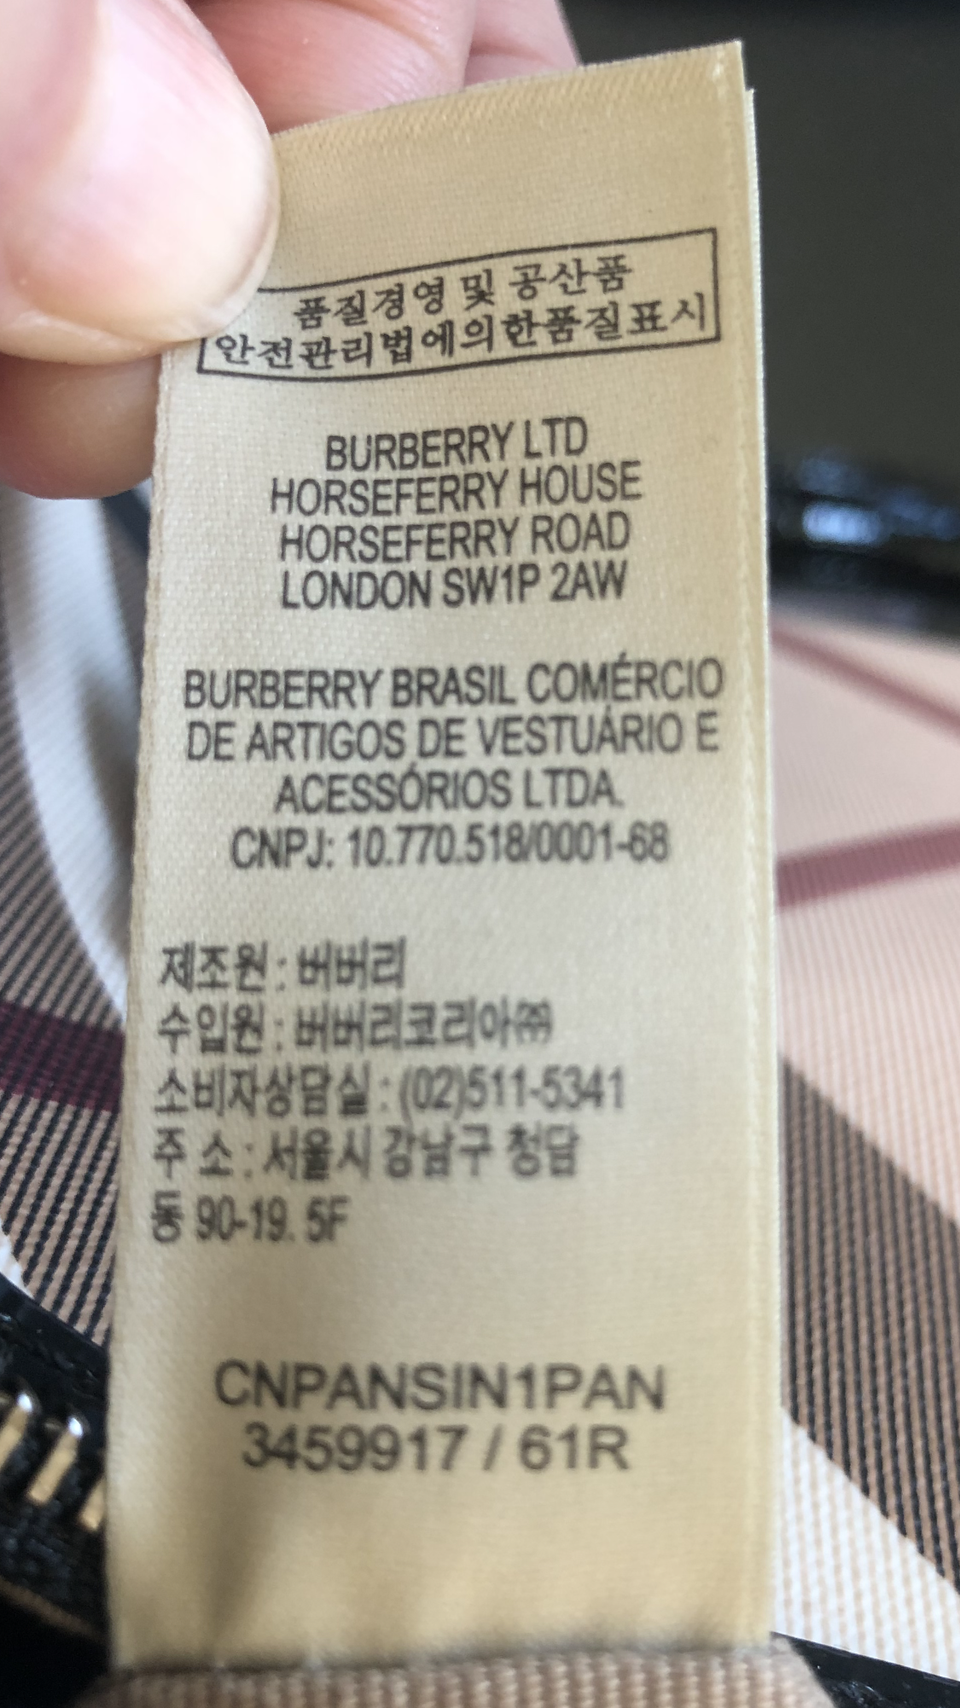 품질경영 및 공산품
안전관리법에의한품질표시
BURBERRY LTD
HORSEFERRY HOUSE
HORSEFERRY ROAD
LONDON SW1P 2AW
BURBERRY BRASIL COMÉRCIO
DE ARTIGOS DE VESTUÁRIO E
ACESSÓRIOS LTDA.
CNPJ: 10.770.518/0001-68
제조원 : 버버리
수입원 : 버버리코리아㈜
소비자상담실 : (02)511-5341
주 소 : 서울시 강남구 청담
동 90-19. 5F
CNPANSIN1PAN
3459917 / 61R